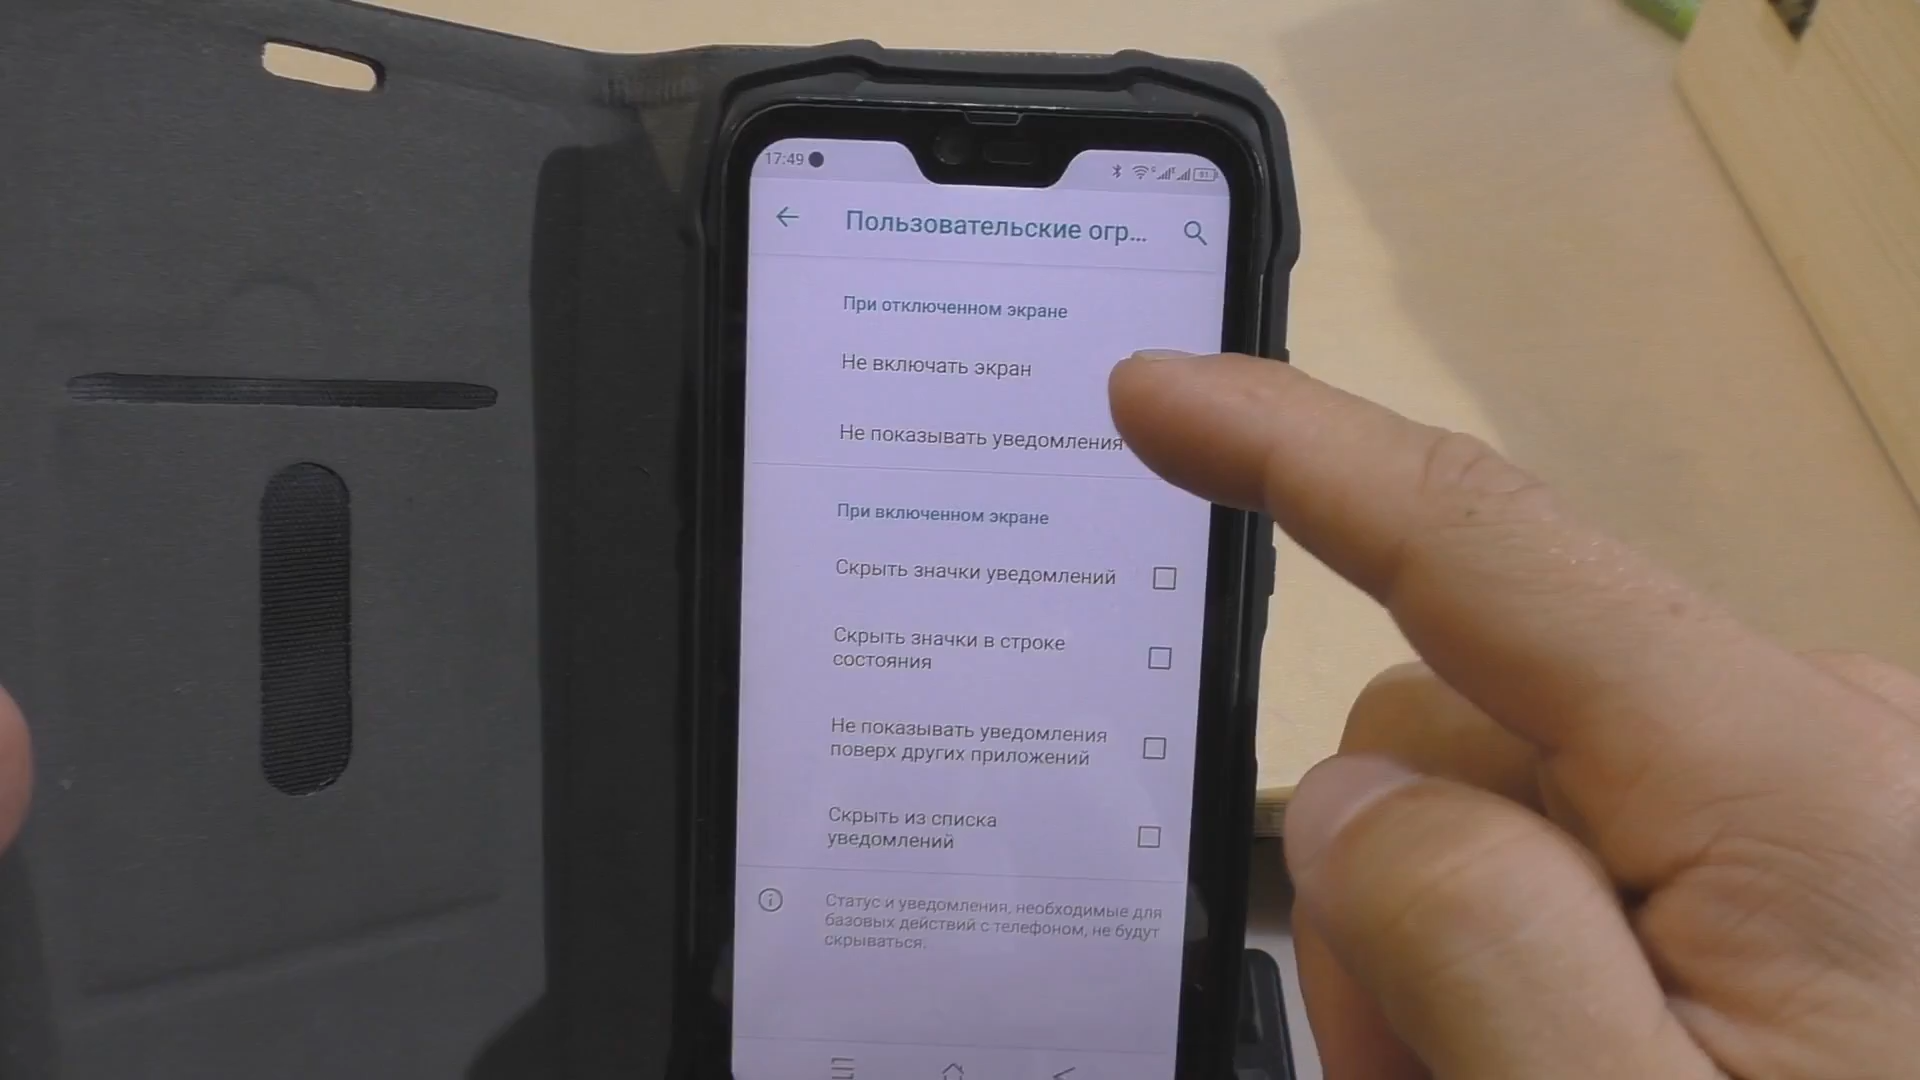 17:49
Пользовательские огр...
При отключенном экране
Не включать экран
Не показывать уведомления
При включенном экране
Скрыть значки уведомлений
Скрыть значки в строке
состояния
Не показывать уведомления
поверх других приложений
Скрыть из списка
уведомлений
Статус и уведомления, необходимые для
базовых действий с телефоном, не будут
скрываться.